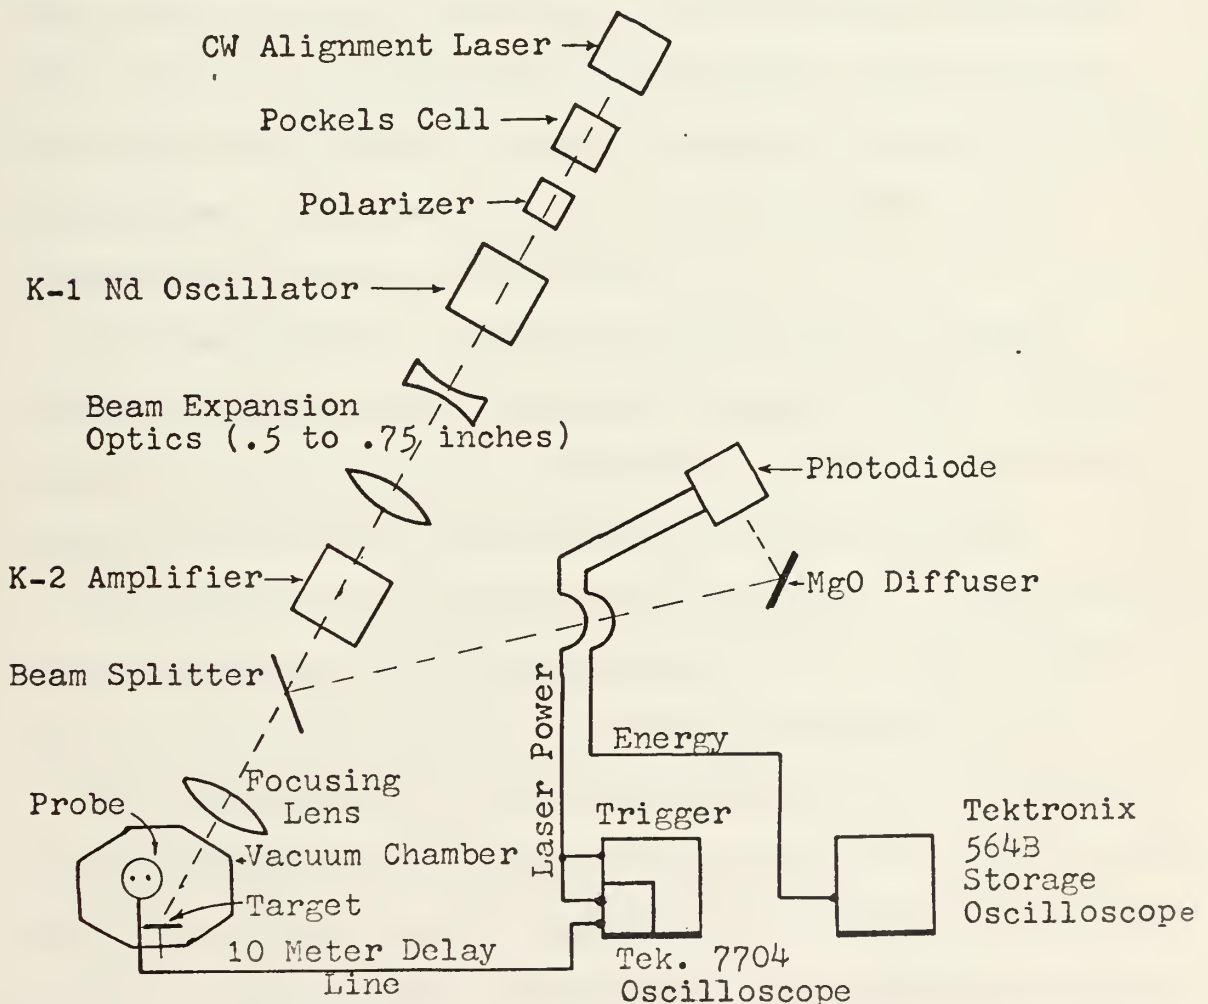 CW Alignment Laser
Pockels Cell
Polarizer
K-1 Nd Oscillator
Beam Expansion
Optics (.5 to .75 inches)
Photodiode
K-2 Amplifier
MgO Diffuser
Beam Splitter
Laser Power
Energy
Focusing
Lens
Probe
Trigger
Tektronix
564B
Storage
Oscilloscope
Vacuum Chamber
Target
10 Meter Delay
Line
Tek. 7704
Oscilloscope